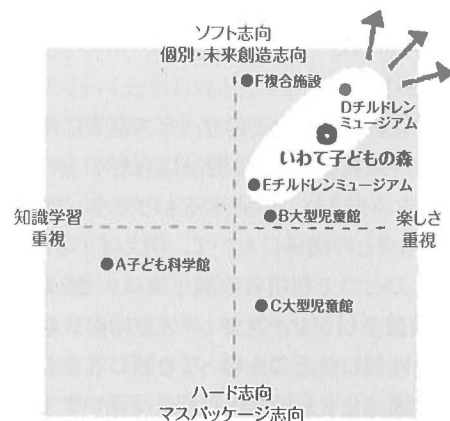 ソフト志向
個別・未来創造志向
F複合施設
Dチルドレン
ミュージアム
いわて子どもの森
Eチルドレンミュージアム
B大型児童館
知識学習
重視
楽しさ
重視
A子ども科学館
C大型児童館
ハード志向
マスパッケージ志向